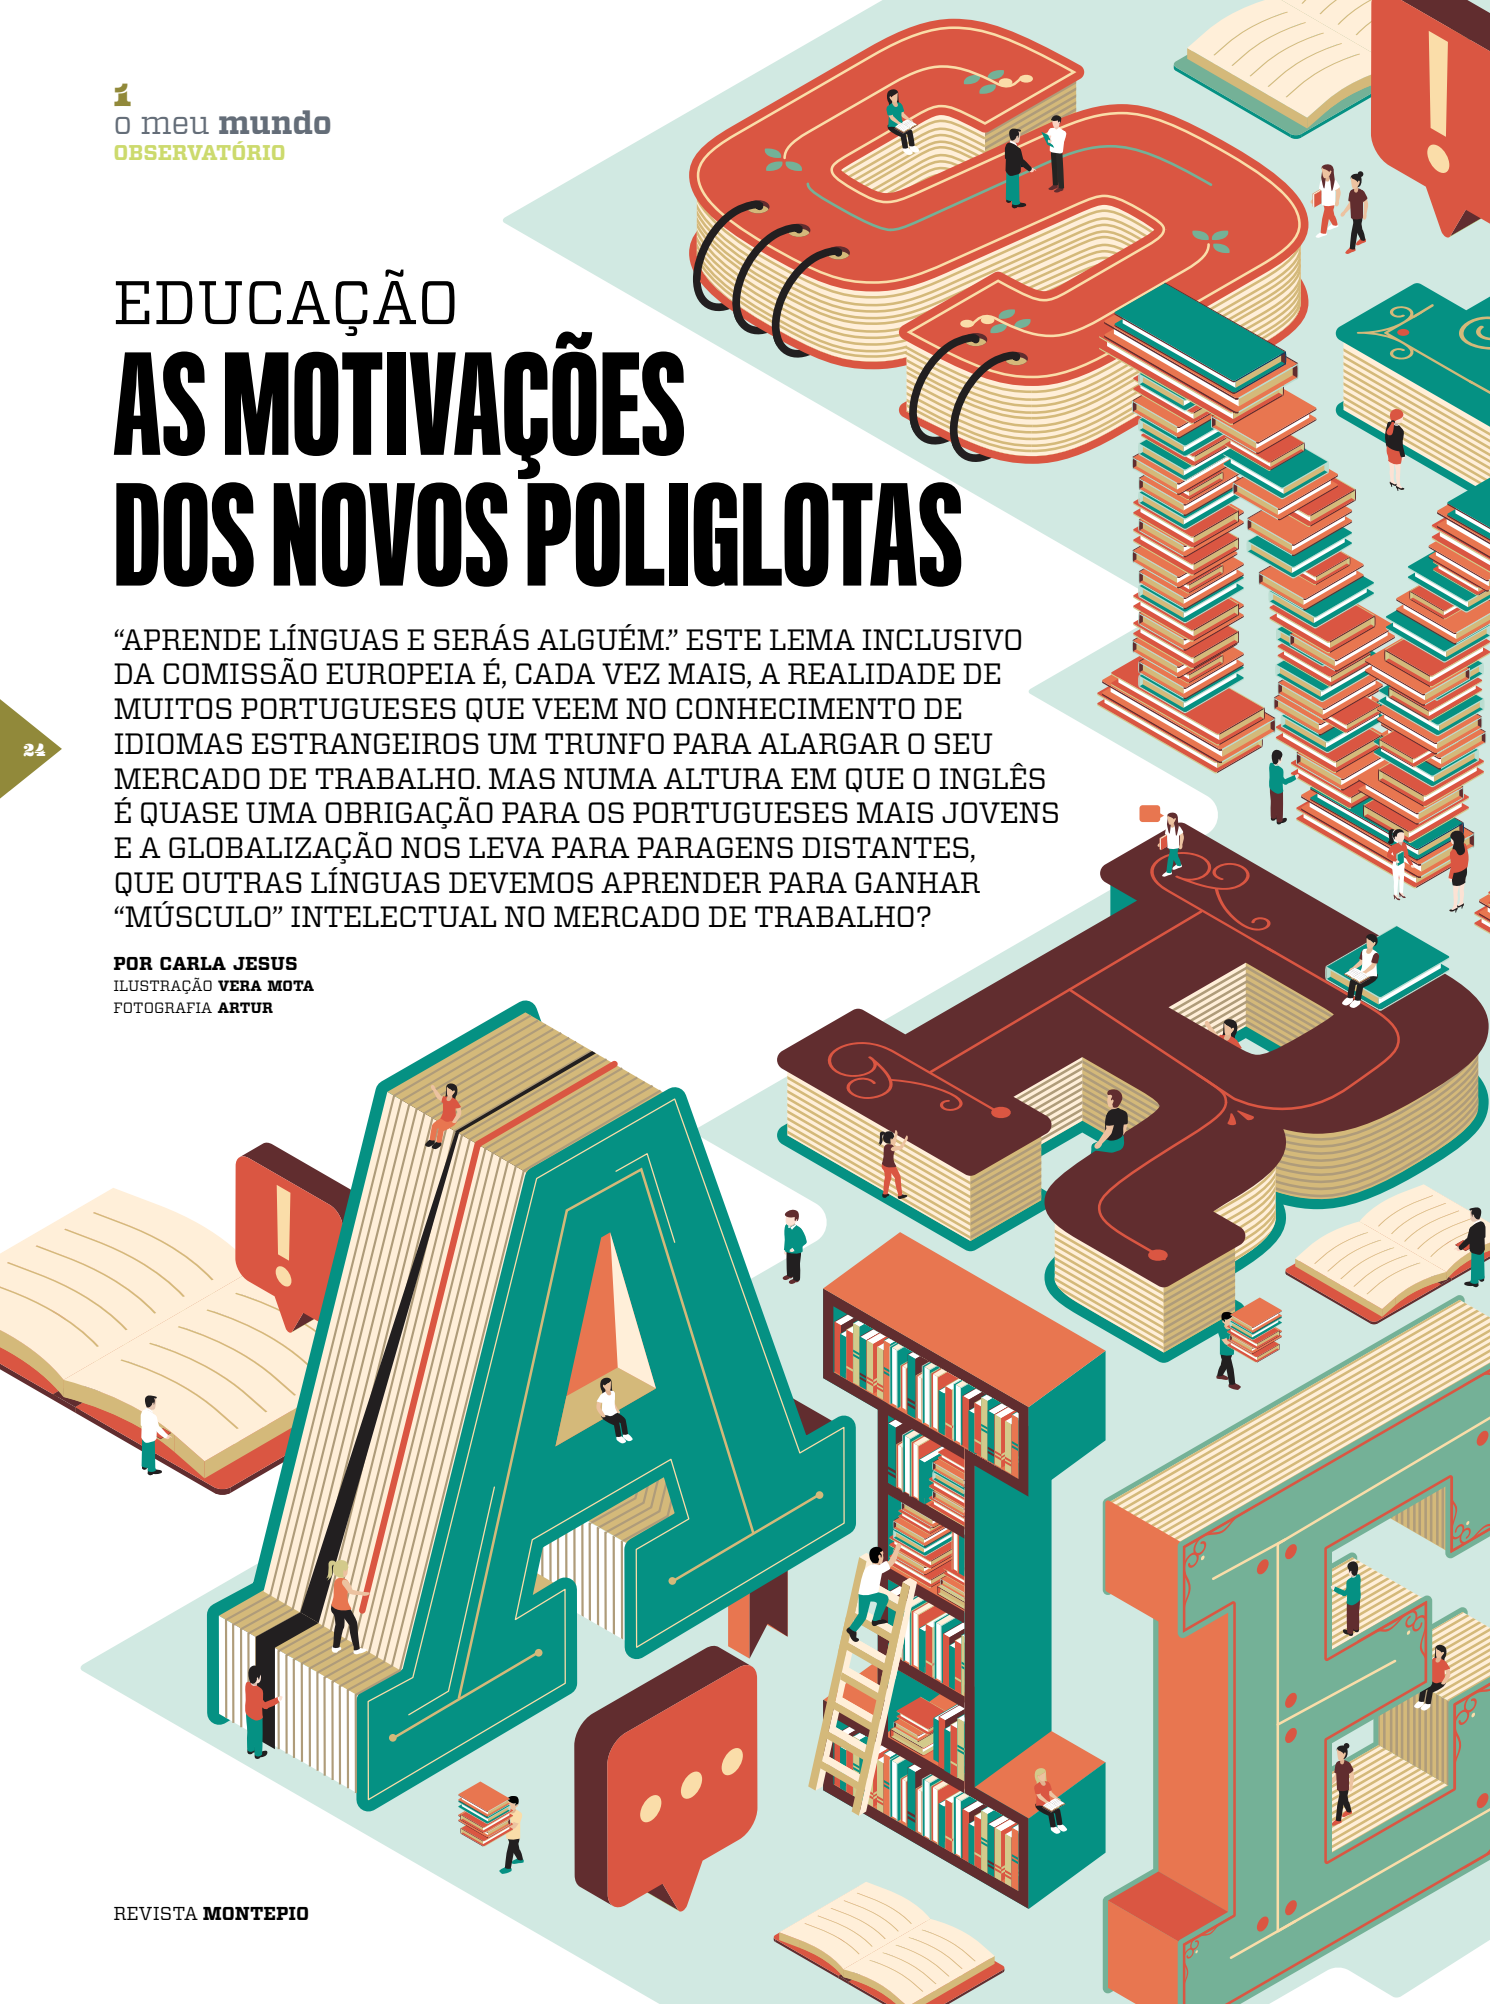 1
o meu mundo
OBSERVATÓRIO
EDUCAÇÃO
AS MOTIVAÇÕES
DOS NOVOS POLIGLOTAS
“APRENDE LÍNGUAS E SERÁS ALGUÉM.” ESTE LEMA INCLUSIVO
DA COMISSÃO EUROPEIA É, CADA VEZ MAIS, A REALIDADE DE
MUITOS PORTUGUESES QUE VEEM NO CONHECIMENTO DE
IDIOMAS ESTRANGEIROS UM TRUNFO PARA ALARGAR O SEU
MERCADO DE TRABALHO. MAS NUMA ALTURA EM QUE O INGLÊS
É QUASE UMA OBRIGAÇÃO PARA OS PORTUGUESES MAIS JOVENS
E A GLOBALIZAÇÃO NOS LEVA PARA PARAGENS DISTANTES,
QUE OUTRAS LÍNGUAS DEVEMOS APRENDER PARA GANHAR
“MÚSCULO” INTELECTUAL NO MERCADO DE TRABALHO?
POR CARLA JESUS
ILUSTRAÇÃO VERA MOTA
FOTOGRAFIA ARTUR
24
REVISTA MONTEPIO